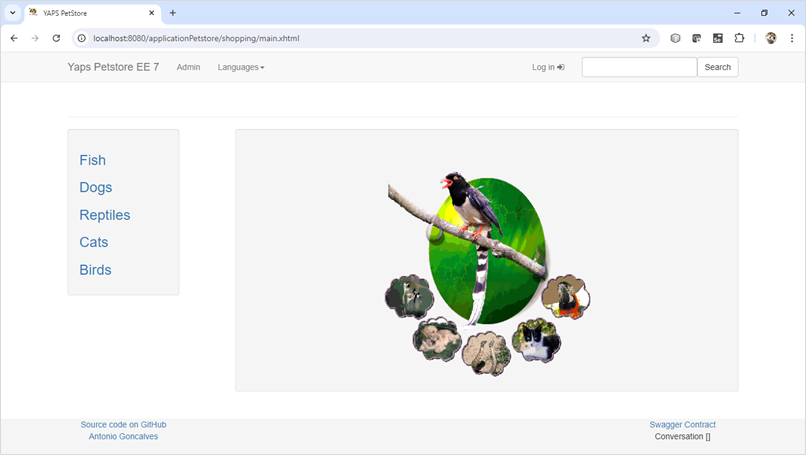 YAPS PetStore
localhost:8080/applicationPetstore/shopping/main.xhtml
Yaps Petstore EE 7 Admin Languages Log in Search
Fish
Dogs
Reptiles
Cats
Birds
Source code on GitHub Swagger Contract
Antonio Goncalves Conversation []